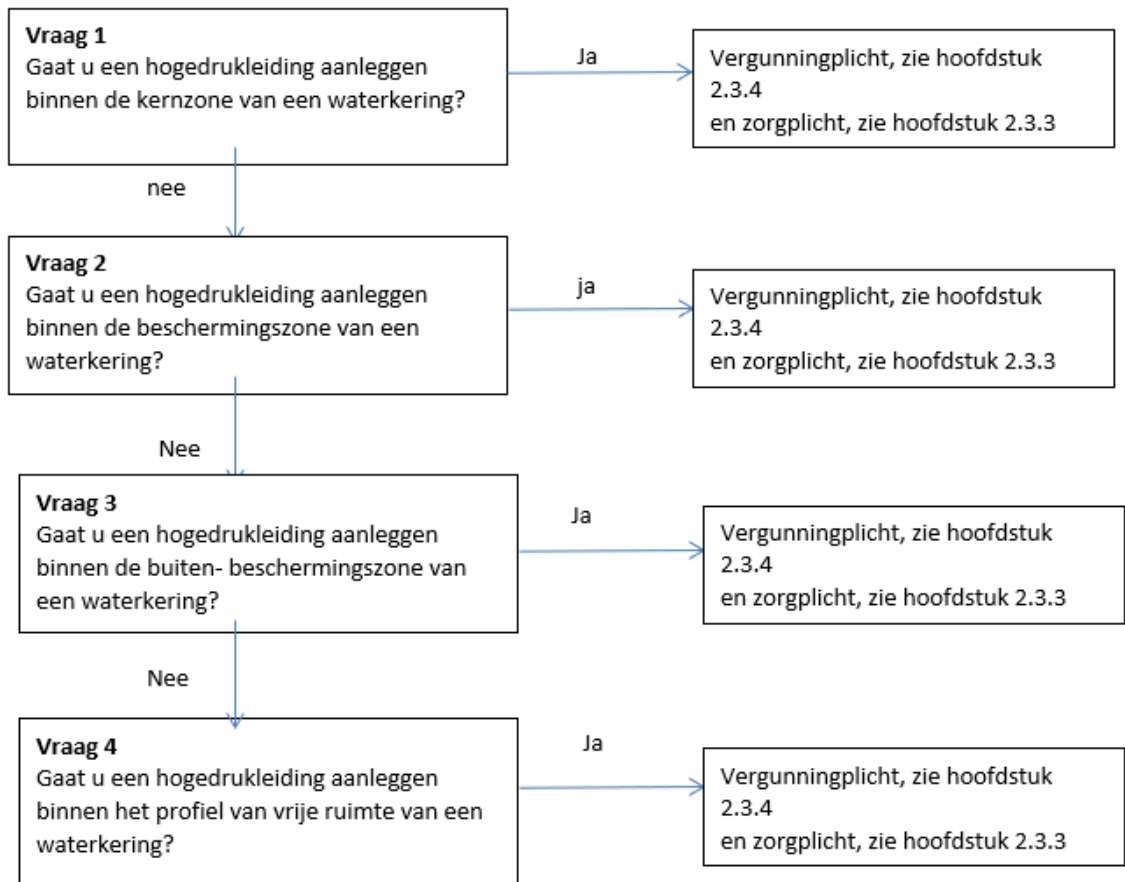 Vraag 1
Gaat u een hogedrukleiding aanleggen
binnen de kernzone van een waterkering?
Ja
Vergunningplicht, zie hoofdstuk
2.3.4
en zorgplicht, zie hoofdstuk 2.3.3
nee
Vraag 2
Gaat u een hogedrukleiding aanleggen
binnen de beschermingszone van een
waterkering?
ja
Vergunningplicht, zie hoofdstuk
2.3.4
en zorgplicht, zie hoofdstuk 2.3.3
Nee
Vraag 3
Gaat u een hogedrukleiding aanleggen
binnen de buiten- beschermingszone van
een waterkering?
Ja
Vergunningplicht, zie hoofdstuk
2.3.4
en zorgplicht, zie hoofdstuk 2.3.3
Nee
Vraag 4
Gaat u een hogedrukleiding aanleggen
binnen het profiel van vrije ruimte van een
waterkering?
Ja
Vergunningplicht, zie hoofdstuk
2.3.4
en zorgplicht, zie hoofdstuk 2.3.3